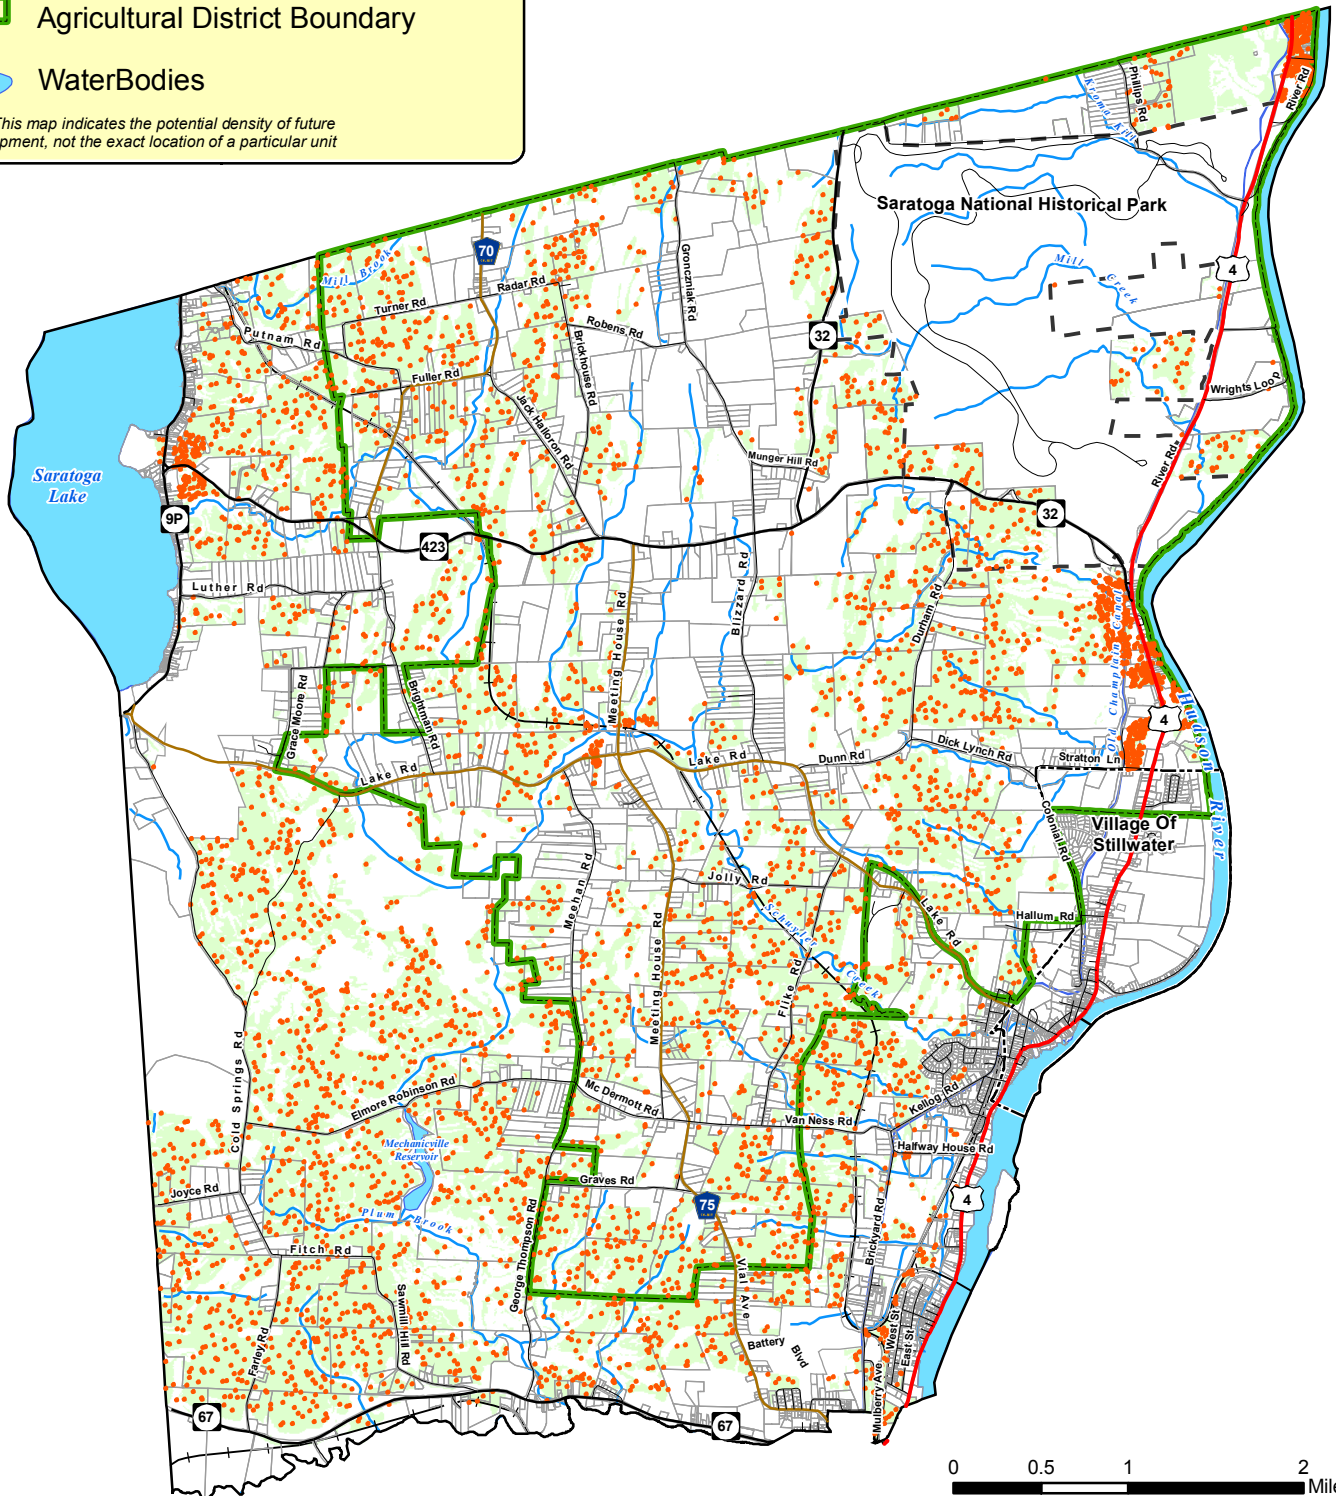 Agricultural District Boundary
WaterBodies
This map indicates the potential density of future
pment, not the exact location of a particular unit
Kroma Kill
Phillips Rd
River Rd
Saratoga National Historical Park
Mill Creek
4
70
Mill Brook
Turner Rd
Radar Rd
Gronczniak Rd
Robens Rd
32
Putnam Rd
Brickhouse Rd
Fuller Rd
Jack Halloron Rd
Wrights Loop
Munger Hill Rd
River Rd
Saratoga
Lake
9P
423
32
Luther Rd
Blizzard Rd
Durham Rd
Meeting House Rd
Old Champlain Canal
Grace Moore Rd
Brightman Rd
4
Hudson River
Lake Rd
Lake Rd
Dunn Rd
Dick Lynch Rd
Stratton Ln
Colonial Rd
Village Of
Stillwater
Meehan Rd
Jolly Rd
Schuyler Creek
Lake Rd
Hallum Rd
Meeting House Rd
Flike Rd
Cold Springs Rd
Elmore Robinson Rd
Mc Dermott Rd
Van Ness Rd
Kellog Rd
Halfway House Rd
Mechanicville
Reservoir
Joyce Rd
Graves Rd
75
4
Plum Brook
Fitch Rd
George Thompson Rd
Brickyard Rd
Vial Ave
Sawmill Hill Rd
Farley Rd
Battery Blvd
West St
East St
Mulberry Ave
67
67
0 0.5 1 2
Mile